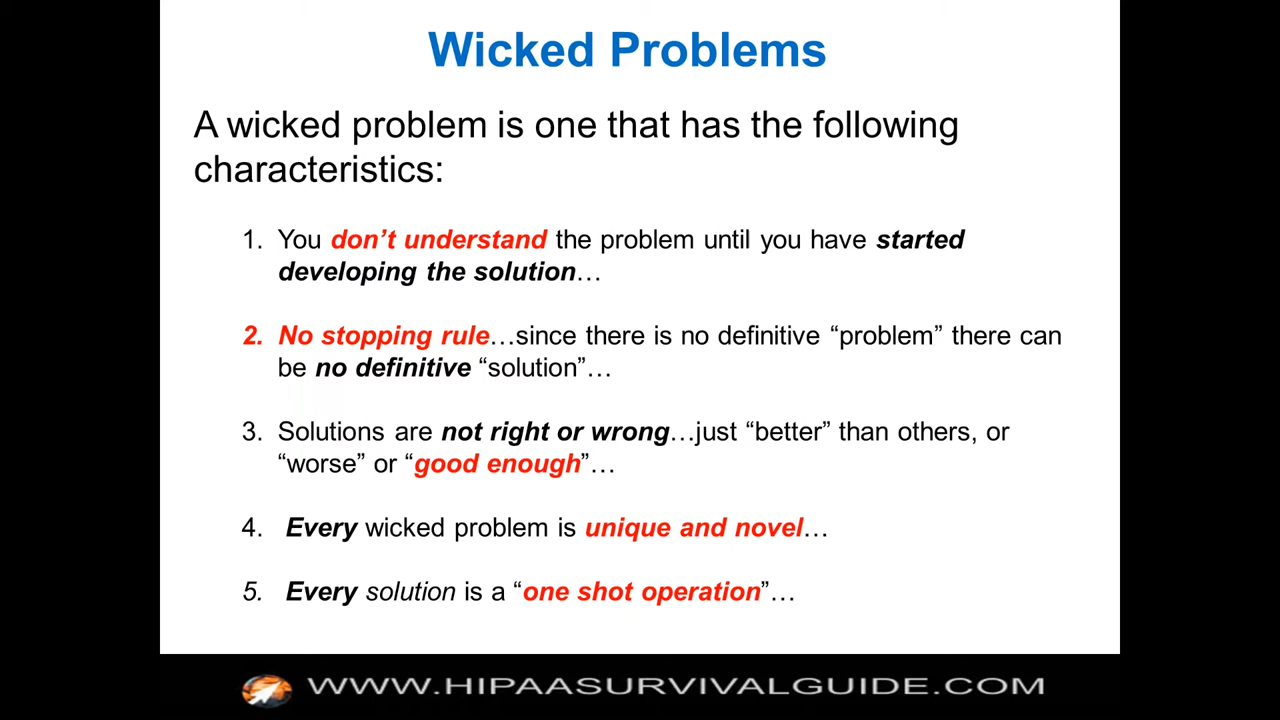 Wicked Problems
A wicked problem is one that has the following
characteristics:
1. You don’t understand the problem until you have started
developing the solution…
2. No stopping rule…since there is no definitive “problem” there can
be no definitive “solution”…
3. Solutions are not right or wrong…just “better” than others, or
“worse” or “good enough”…
4. Every wicked problem is unique and novel…
5. Every solution is a “one shot operation”…
WWW.HIPAASURVIVALGUIDE.COM